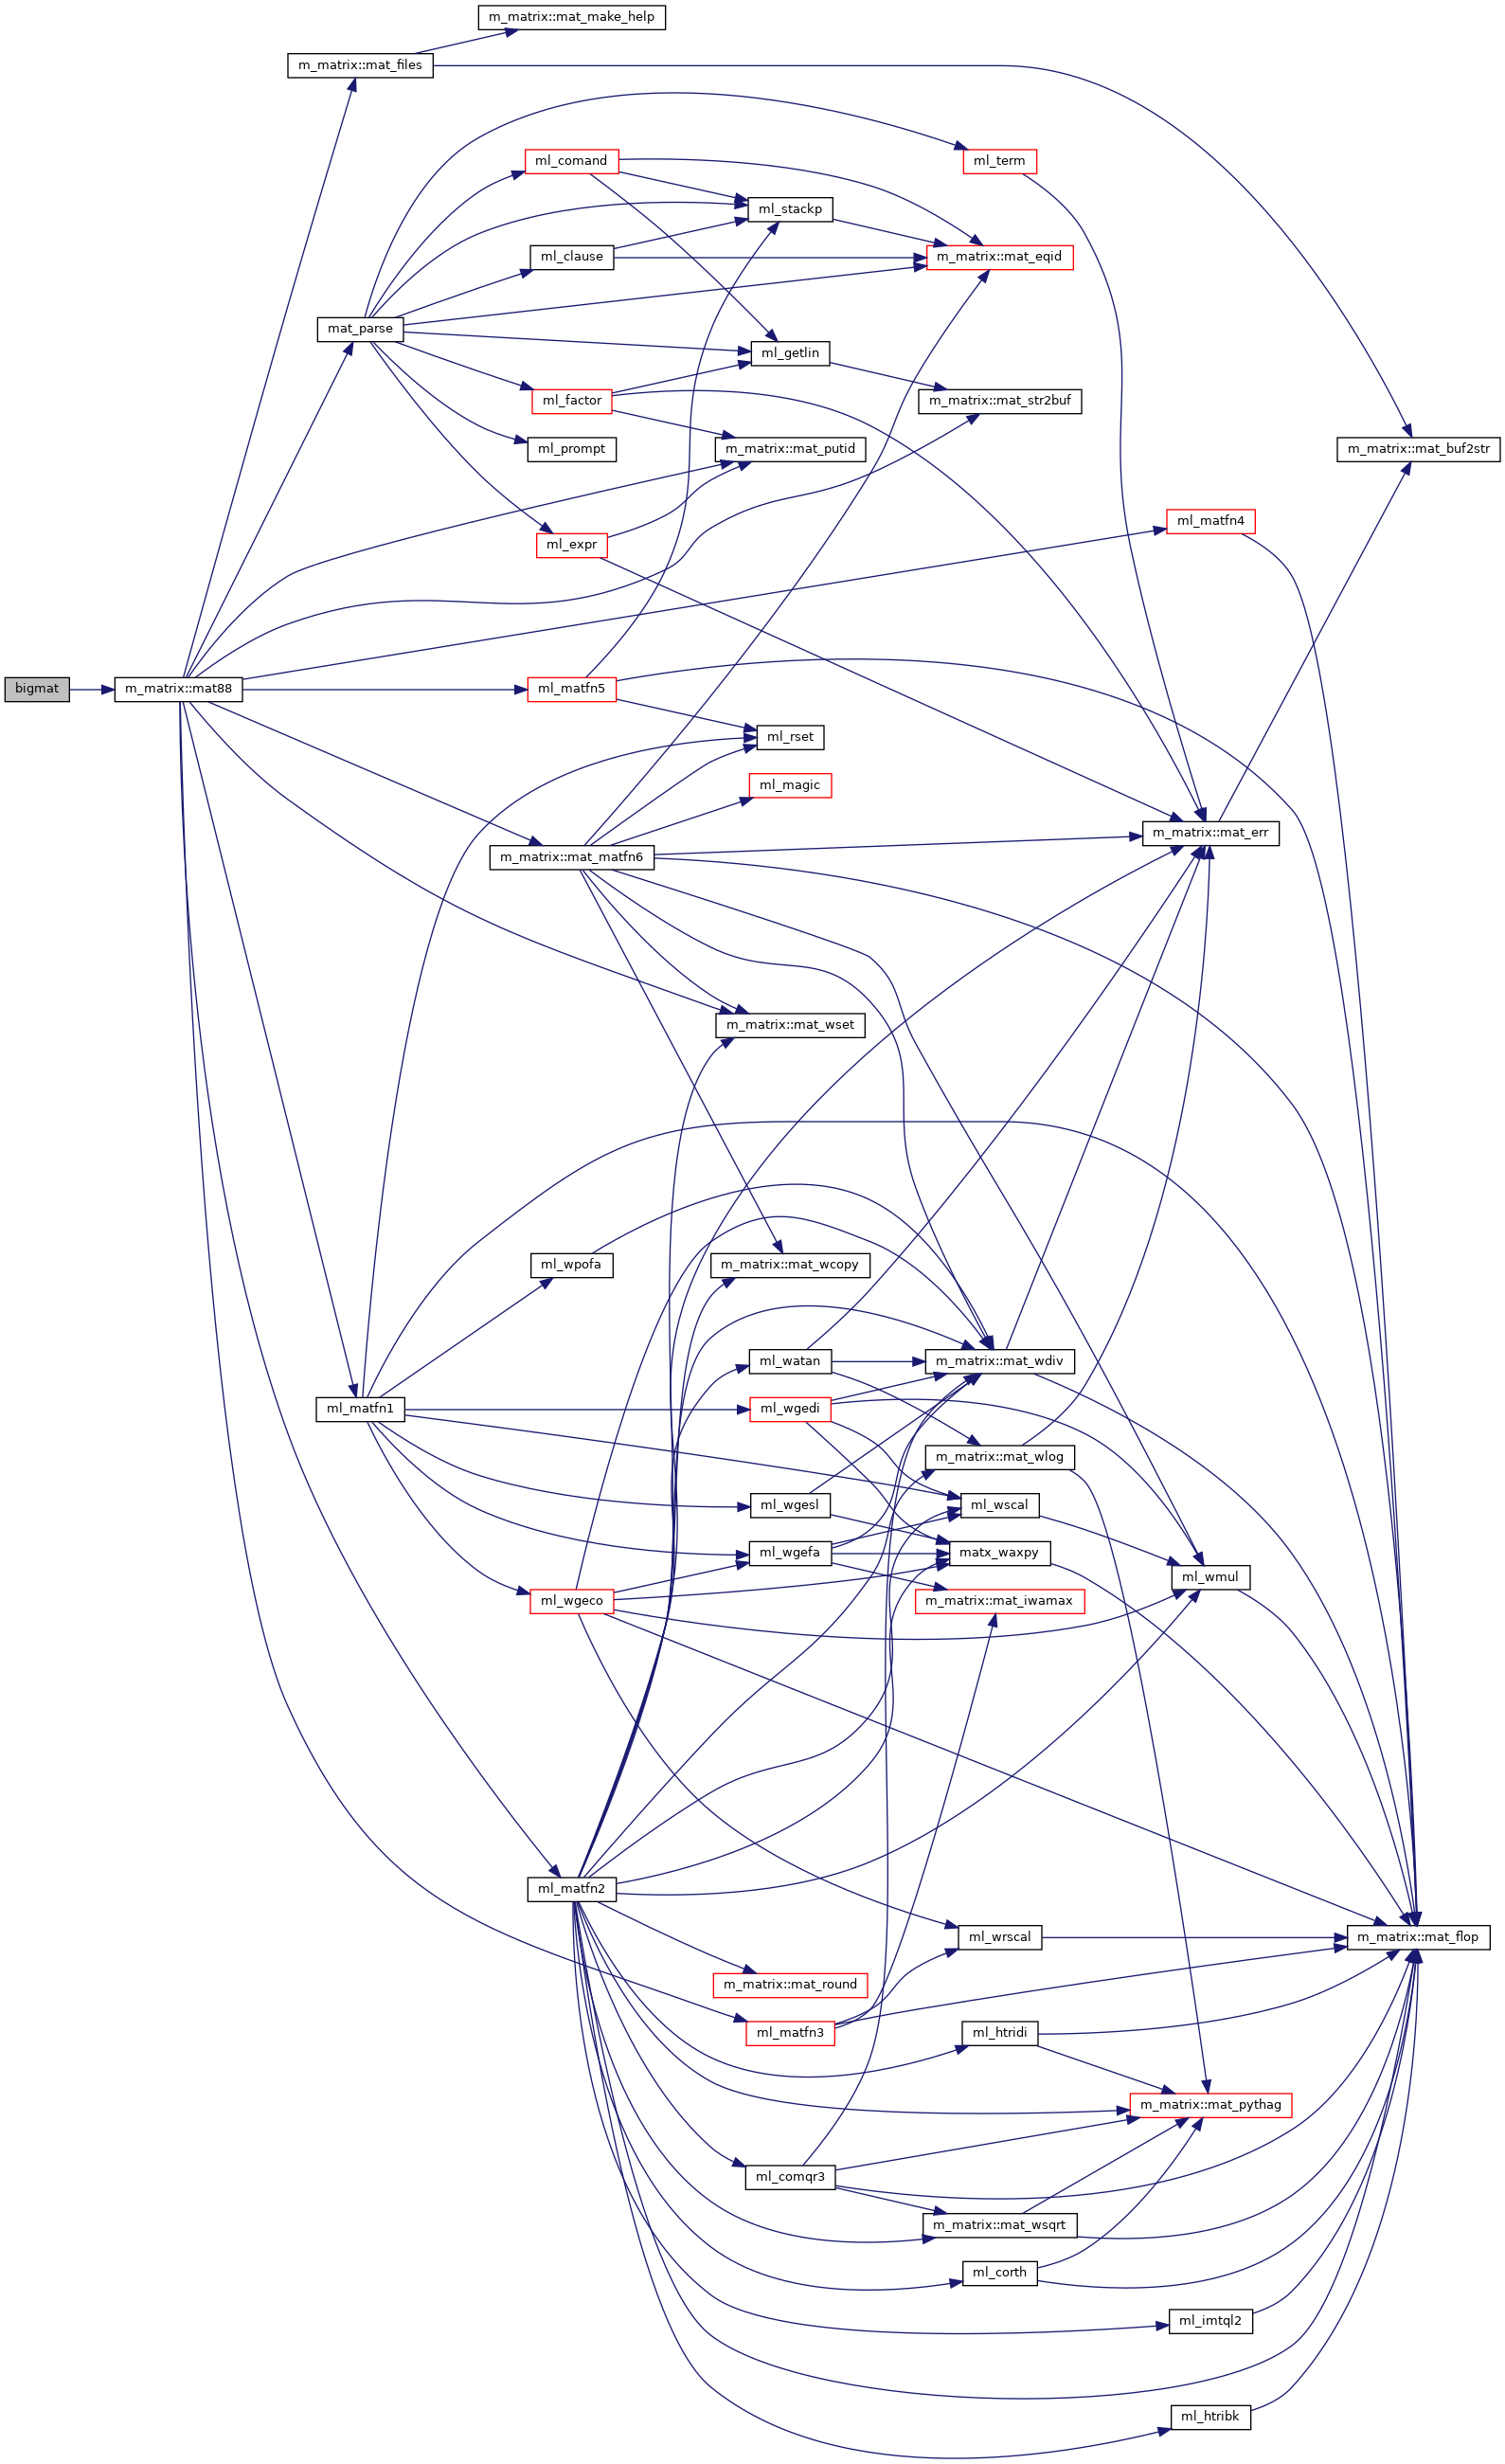 m_matrix::mat_make_help
m_matrix::mat_files
ml_comand
ml_term
ml_stackp
ml_clause
m_matrix::mat_eqid
mat_parse
ml_getlin
ml_factor
m_matrix::mat_str2buf
ml_prompt
m_matrix::mat_putid
m_matrix::mat_buf2str
ml_matfn4
ml_expr
bigmat
m_matrix::mat88
ml_matfn5
ml_rset
ml_magic
m_matrix::mat_err
m_matrix::mat_matfn6
m_matrix::mat_wset
ml_wpofa
m_matrix::mat_wcopy
ml_watan
m_matrix::mat_wdiv
ml_matfn1
ml_wgedi
m_matrix::mat_wlog
ml_wgesl
ml_wscal
ml_wgefa
matx_waxpy
ml_wmul
ml_wgeco
m_matrix::mat_iwamax
ml_matfn2
ml_wrscal
m_matrix::mat_flop
m_matrix::mat_round
ml_matfn3
ml_htridi
m_matrix::mat_pythag
ml_comqr3
m_matrix::mat_wsqrt
ml_corth
ml_imtql2
ml_htribk